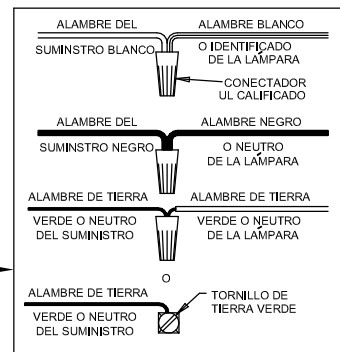 ALAMBRE DEL ALAMBRE BLANCO
SUMINSTRO BLANCO O IDENTIFICADO
DE LA LÁMPARA
CONECTADOR
UL CALIFICADO
ALAMBRE DEL ALAMBRE NEGRO
SUMINSTRO NEGRO O NEUTRO
DE LA LÁMPARA
ALAMBRE DE TIERRA ALAMBRE DE TIERRA
VERDE O NEUTRO VERDE O NEUTRO
DEL SUMINISTRO DE LA LÁMPARA
O
ALAMBRE DE TIERRA TORNILLO DE
TIERRA VERDE
VERDE O NEUTRO
DEL SUMINISTRO